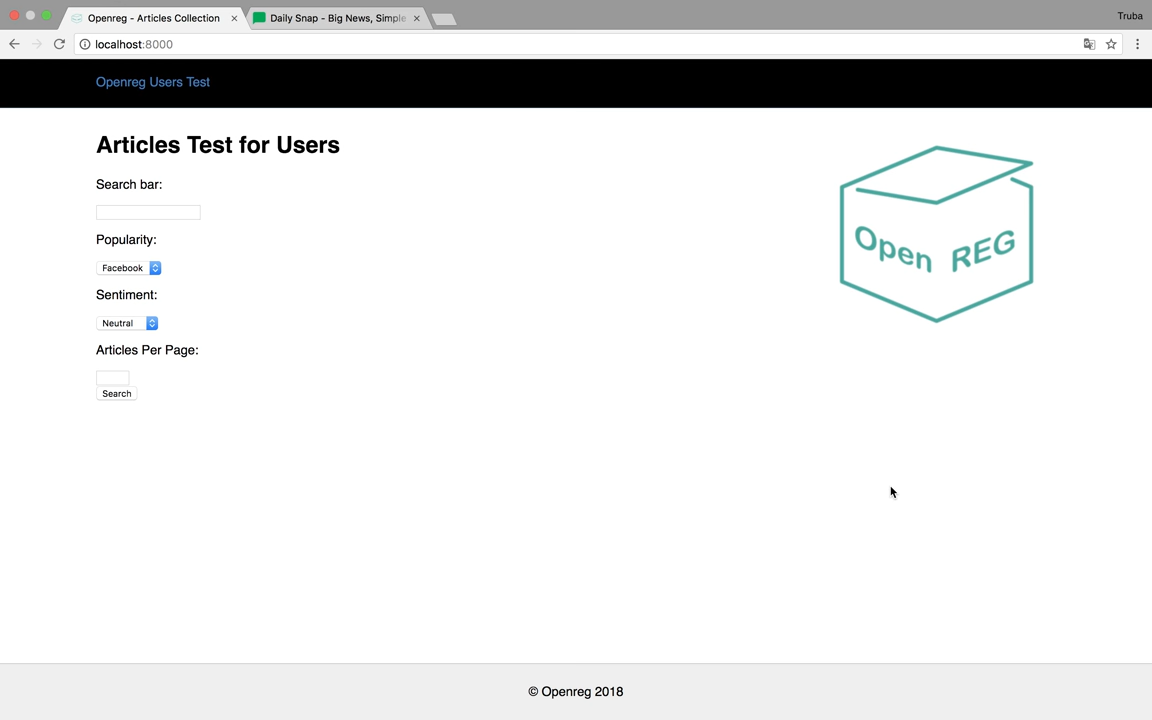 Openreg - Articles Collection
Daily Snap - Big News, Simple
Truba
localhost:8000
Openreg Users Test
Articles Test for Users
Search bar:
Popularity:
Facebook
Sentiment:
Neutral
Articles Per Page:
Search
Open REG
© Openreg 2018